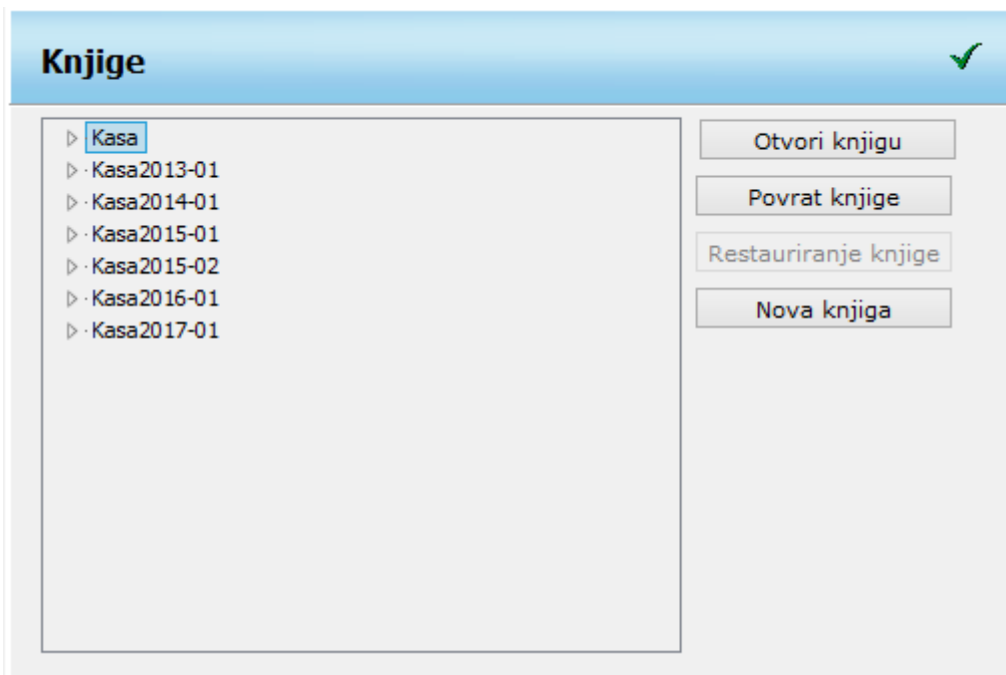 Knjige
Kasa
Kasa2013-01
Kasa2014-01
Kasa2015-01
Kasa2015-02
Kasa2016-01
Kasa2017-01
Otvori knjigu
Povrat knjige
Restauriranje knjige
Nova knjiga